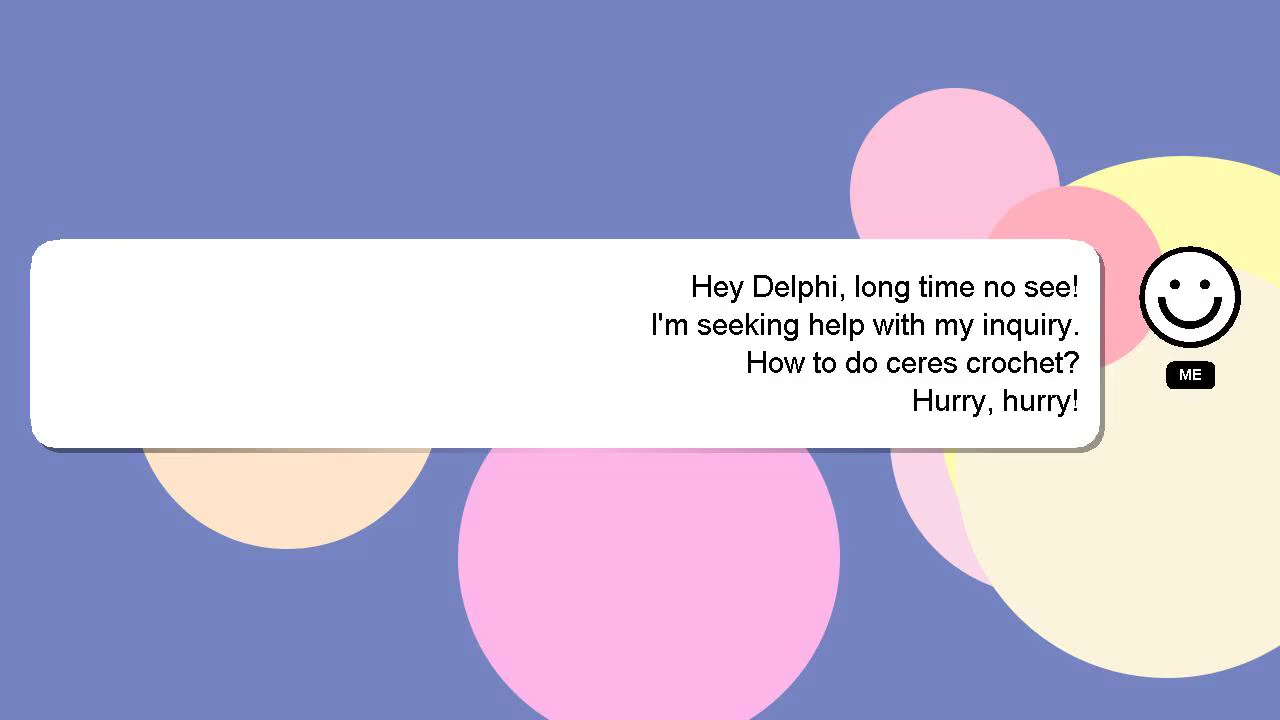 Hey Delphi, long time no see!
I'm seeking help with my inquiry.
How to do ceres crochet?
Hurry, hurry!
ME